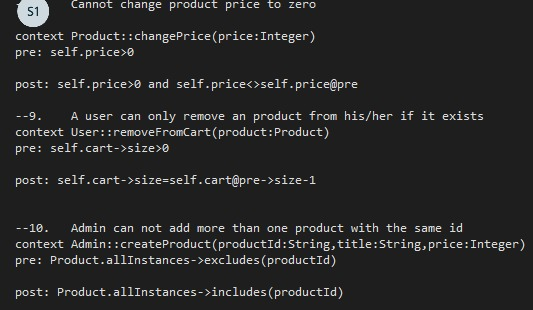 S1 Cannot change product price to zero
context Product::changePrice(price:Integer)
pre: self.price>0
post: self.price>0 and self.price<>self.price@pre
--9. A user can only remove an product from his/her if it exists
context User::removeFromCart(product:Product)
pre: self.cart->size>0
post: self.cart->size=self.cart@pre->size-1
--10. Admin can not add more than one product with the same id
context Admin::createProduct(productId:String,title:String,price:Integer)
pre: Product.allInstances->excludes(productId)
post: Product.allInstances->includes(productId)